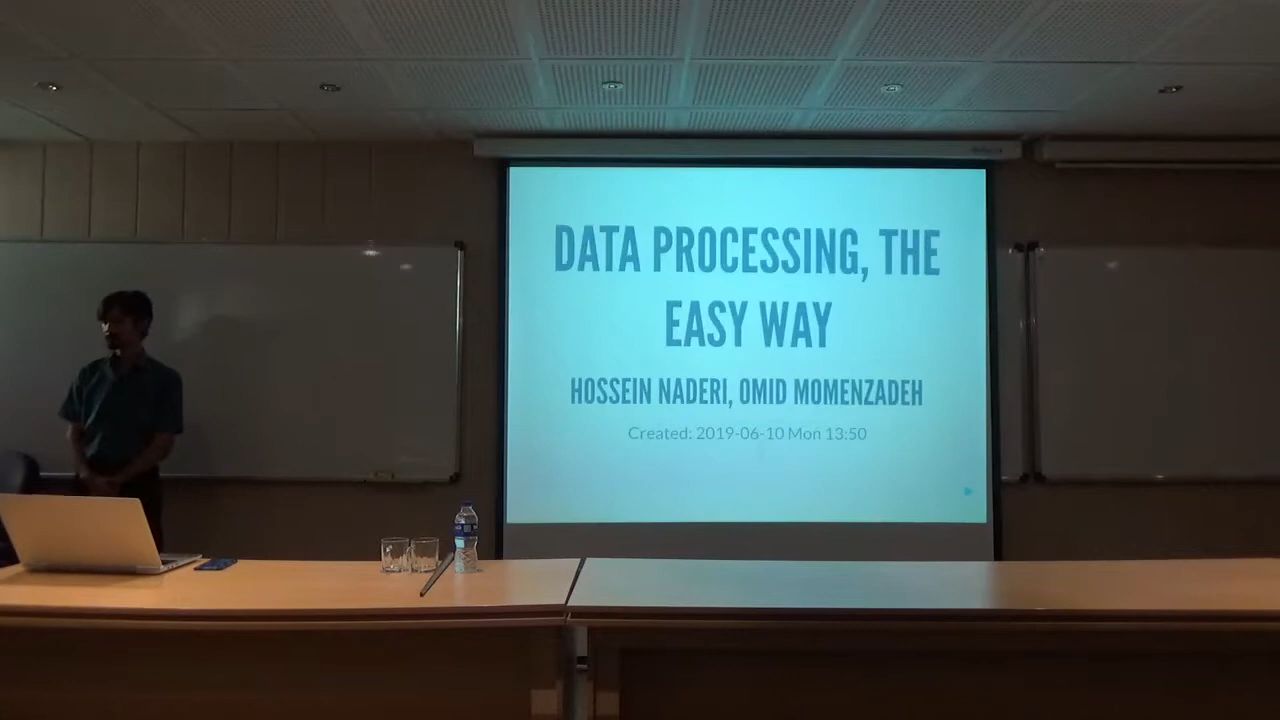 DATA PROCESSING, THE
EASY WAY
HOSSEIN NADERI, OMID MOMENZADEH
Created: 2019-06-10 Mon 13:50